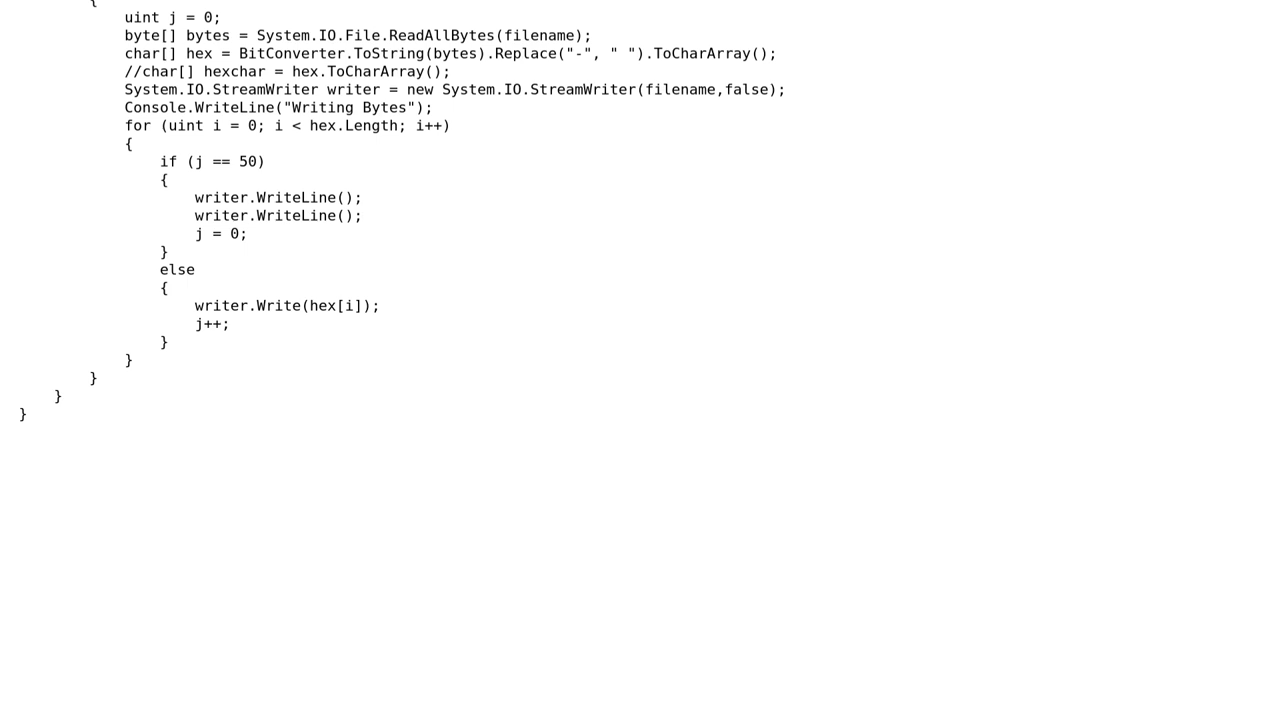 {
uint j = 0;
byte[] bytes = System.IO.File.ReadAllBytes(filename);
char[] hex = BitConverter.ToString(bytes).Replace("-", " ").ToCharArray();
//char[] hexchar = hex.ToCharArray();
System.IO.StreamWriter writer = new System.IO.StreamWriter(filename,false);
Console.WriteLine("Writing Bytes");
for (uint i = 0; i < hex.Length; i++)
{
if (j == 50)
{
writer.WriteLine();
writer.WriteLine();
j = 0;
}
else
{
writer.Write(hex[i]);
j++;
}
}
}
}
}